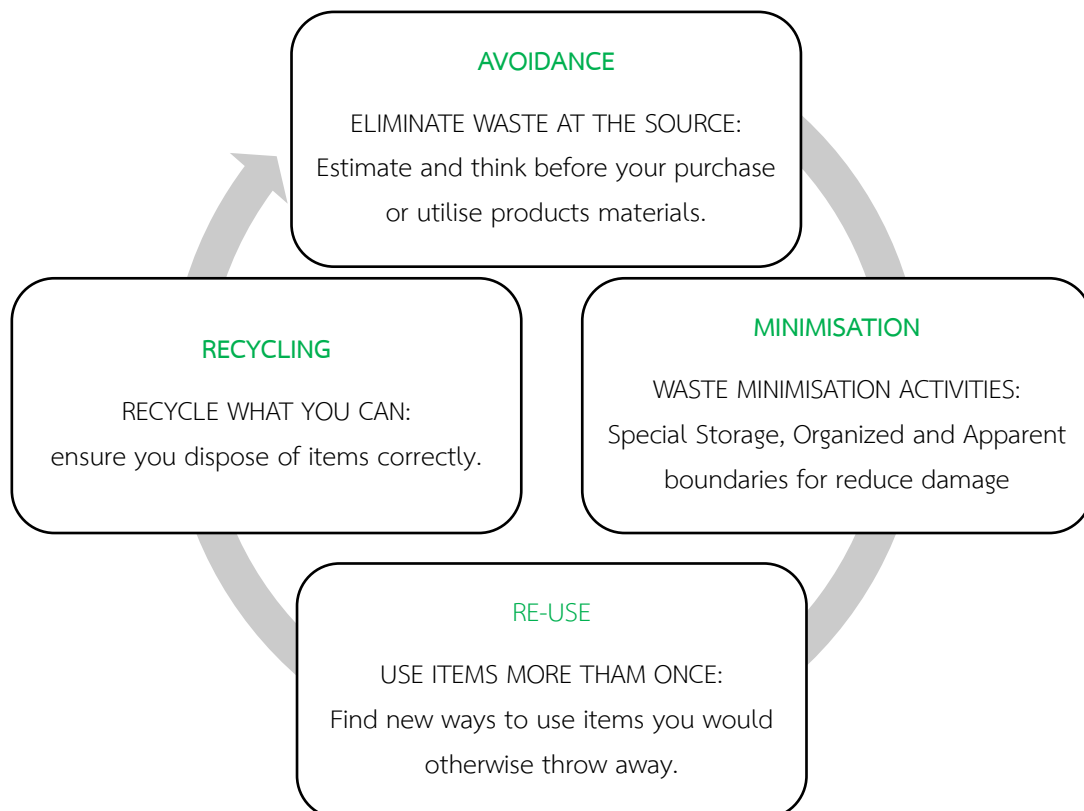 AVOIDANCE
ELIMINATE WASTE AT THE SOURCE:
Estimate and think before your purchase
or utilise products materials.
MINIMISATION
WASTE MINIMISATION ACTIVITIES:
Special Storage, Organized and Apparent
boundaries for reduce damage
RE-USE
USE ITEMS MORE THAM ONCE:
Find new ways to use items you would
otherwise throw away.
RECYCLING
RECYCLE WHAT YOU CAN:
ensure you dispose of items correctly.